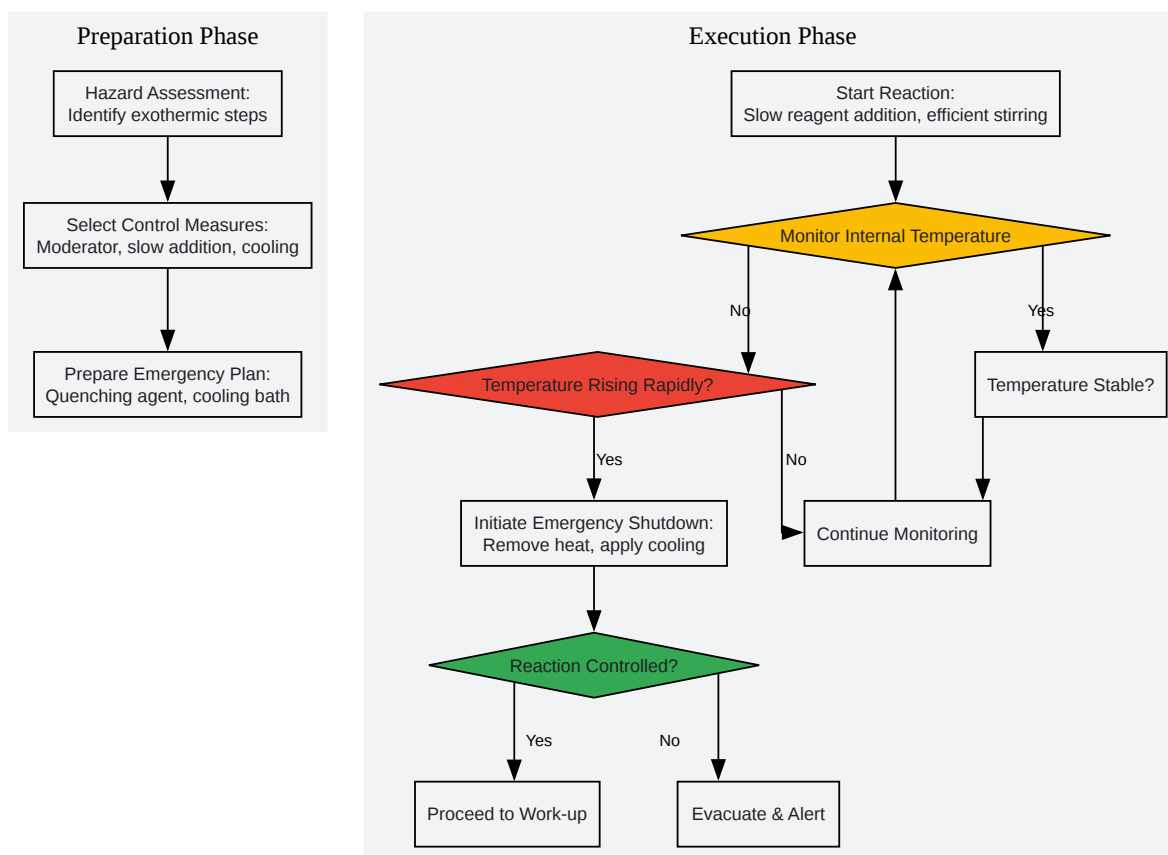 Preparation Phase
Hazard Assessment:
Identify exothermic steps
Select Control Measures:
Moderator, slow addition, cooling
Prepare Emergency Plan:
Quenching agent, cooling bath
Execution Phase
Start Reaction:
Slow reagent addition, efficient stirring
Monitor Internal Temperature
No
Yes
Temperature Rising Rapidly?
Temperature Stable?
Yes
No
Initiate Emergency Shutdown:
Remove heat, apply cooling
Continue Monitoring
Reaction Controlled?
Yes
No
Proceed to Work-up
Evacuate & Alert